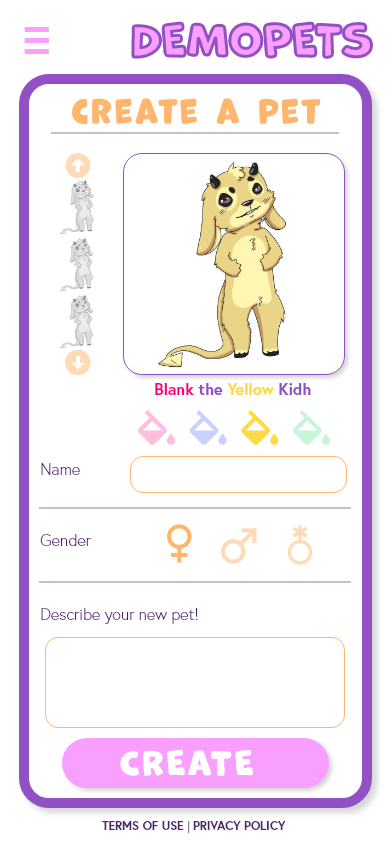 DEMOPETS
CREATE A PET
Blank the Yellow Kidh
Name
Gender
Describe your new pet!
CREATE
TERMS OF USE | PRIVACY POLICY